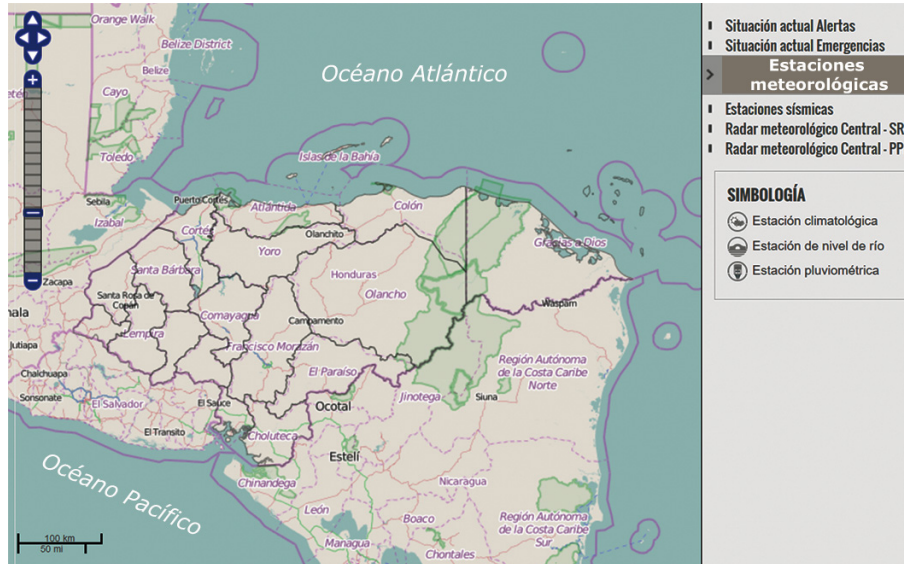 Orange Walk
Belize District
Belize
Cayo
Toledo
Océano Atlántico
Islas de la Bahía
Sebila
Izabal
Puerto Cortés
Cortés
Atlántida
Colón
Olanchito
Yoro
Gracias a Dios
Zacapa
Santa Bárbara
Honduras
Olancho
Santa Rosa de
Copán
Waspam
Comayagua
Campamento
Lempira
Francisco Morazán
Jutiapa
Chalchuapa
Sonsonate
El Salvador
El Sauce
El Paraíso
Región Autónoma
de la Costa Caribe
Norte
Jinotega
Siuna
Ocotal
El Transito
Choluteca
Estelí
Océano Pacífico
Chinandega
Nicaragua
León
Boaco
Región Autónoma
de la Costa Caribe
Sur
Managua
Chontales
100 km
50 mi
Situación actual Alertas
Situación actual Emergencias
Estaciones
meteorológicas
Estaciones sísmicas
Radar meteorológico Central - SR
Radar meteorológico Central - PP
SIMBOLOGÍA
Estación climatológica
Estación de nivel de río
Estación pluviométrica